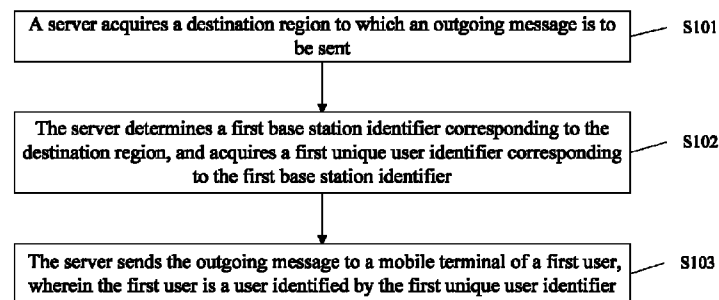 A server acquires a destination region to which an outgoing message is to
be sent
S101
The server determines a first base station identifier corresponding to the
destination region, and acquires a first unique user identifier corresponding
to the first base station identifier
S102
The server sends the outgoing message to a mobile terminal of a first user,
wherein the first user is a user identified by the first unique user identifier
S103